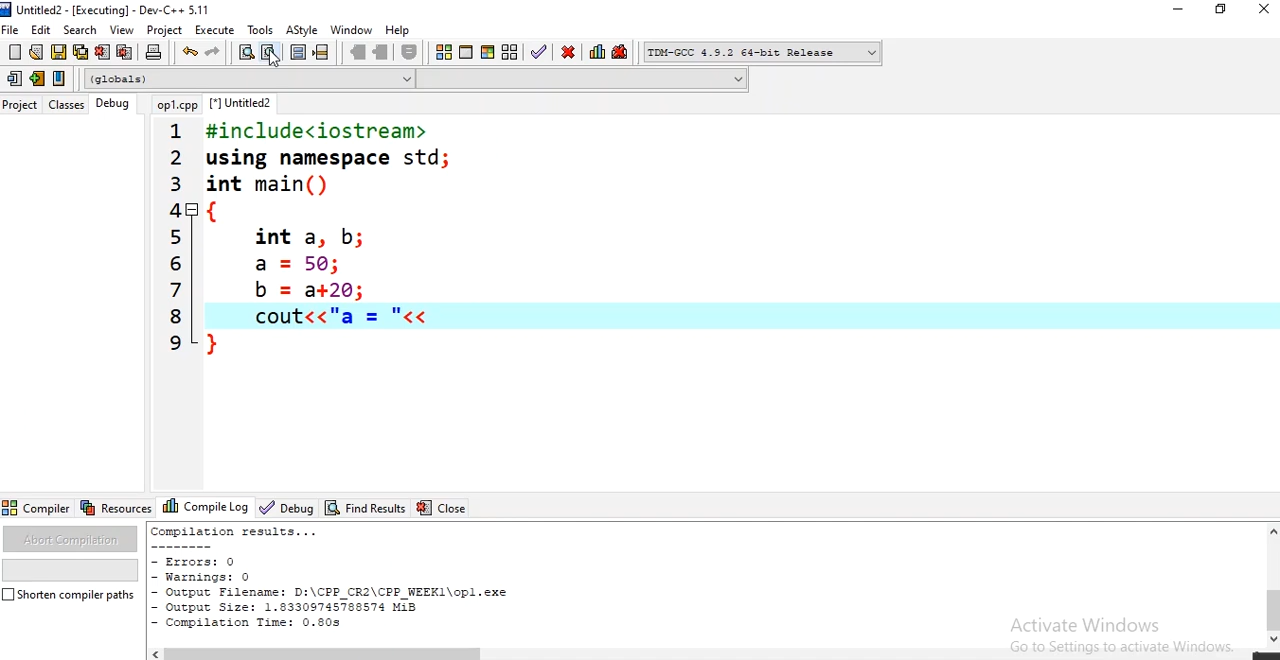 Untitled2 - [Executing] - Dev-C++ 5.11
File Edit Search View Project Execute Tools AStyle Window Help
TDM-GCC 4.9.2 64-bit Release
(globals)
Project Classes Debug op1.cpp [*] Untitled2
1 #include<iostream>
2 using namespace std;
3 int main()
4 {
5 int a, b;
6 a = 50;
7 b = a+20;
8 cout<<"a = "<<
9 }
Compiler Resources Compile Log Debug Find Results Close
Abort Compilation
Shorten compiler paths
Compilation results...
--------
- Errors: 0
- Warnings: 0
- Output Filename: D:\CPP_CR2\CPP_WEEK1\op1.exe
- Output Size: 1.83309745788574 MiB
- Compilation Time: 0.80s
Activate Windows
Go to Settings to activate Windows.